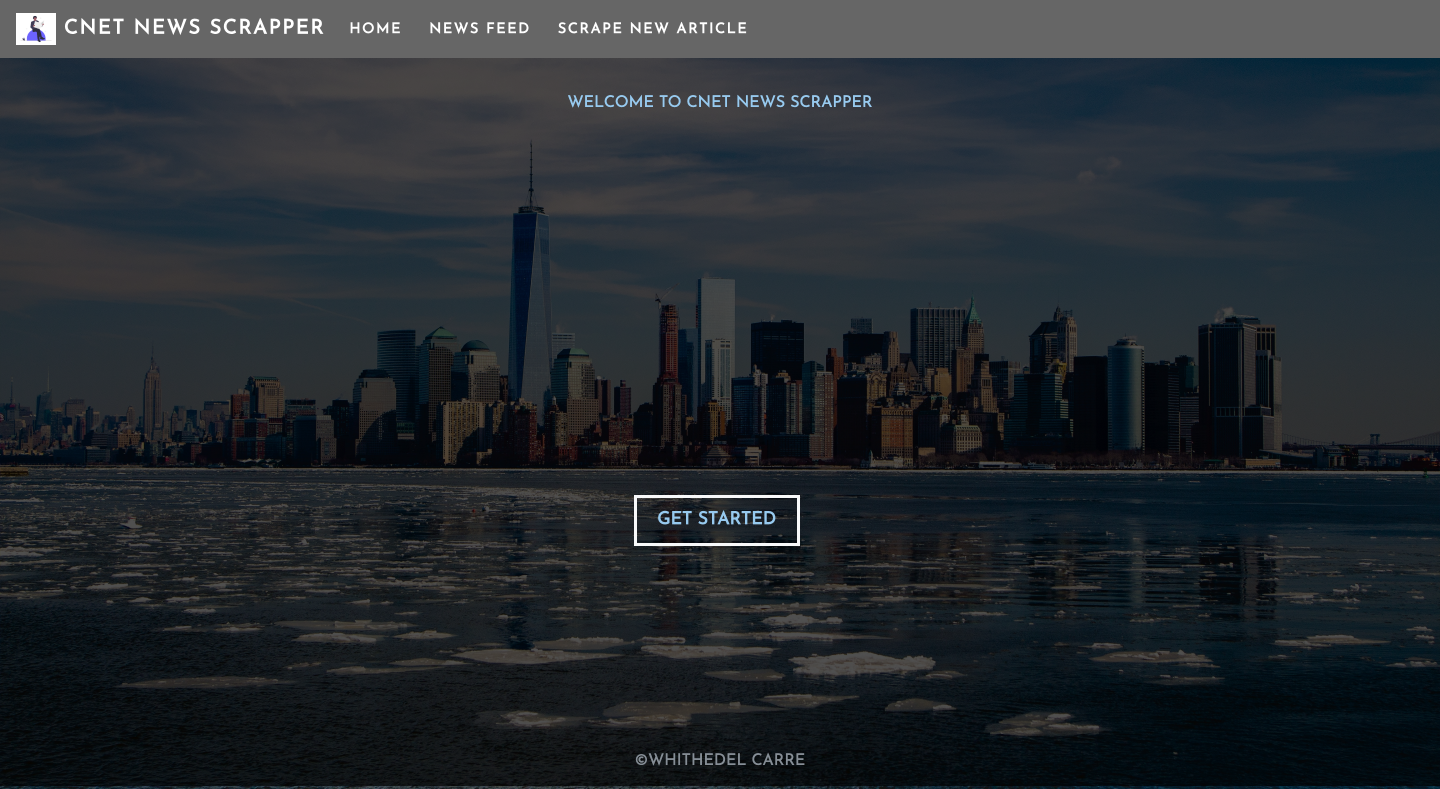 CNET NEWS SCRAPPER HOME NEWS FEED SCRAPE NEW ARTICLE
WELCOME TO CNET NEWS SCRAPPER
GET STARTED
©WHITHEDEL CARRE